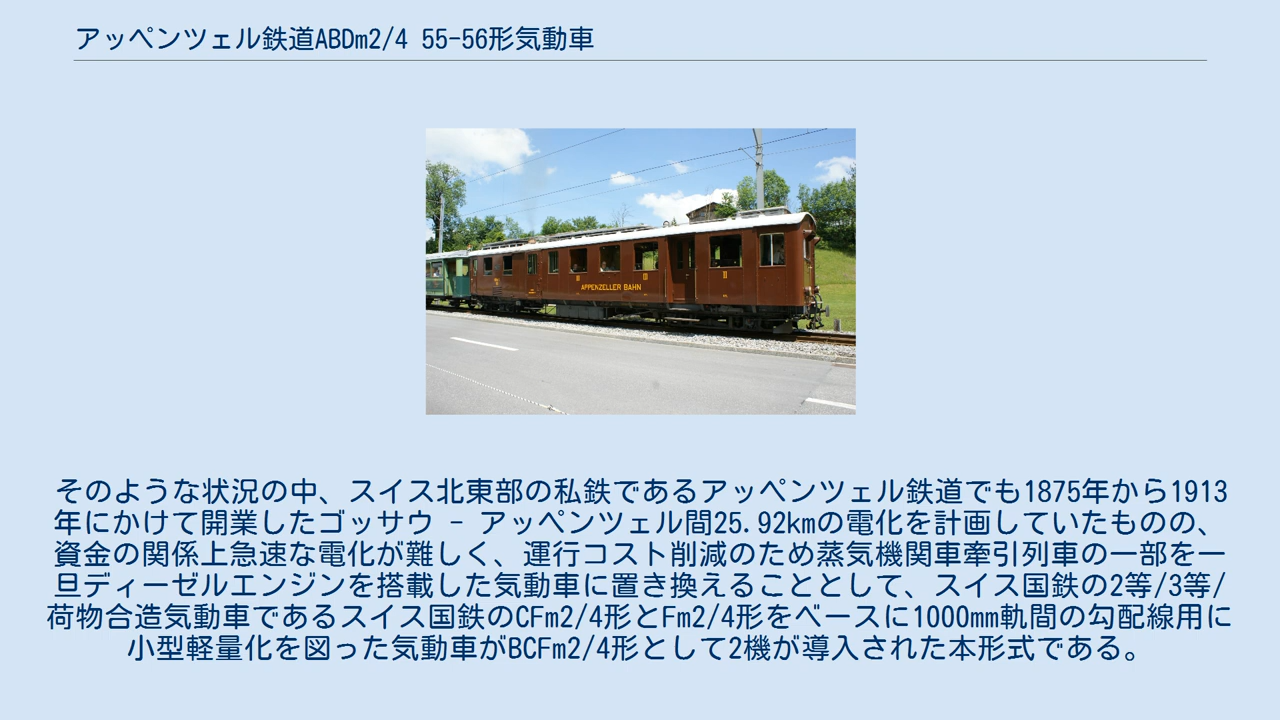 アッペンツェル鉄道ABDm2/4 55-56形気動車
APPENZELLER BAHN
そのような状況の中、スイス北東部の私鉄であるアッペンツェル鉄道でも1875年から1913
年にかけて開業したゴッサウ - アッペンツェル間25.92kmの電化を計画していたものの、
資金の関係上急速な電化が難しく、運行コスト削減のため蒸気機関車牽引列車の一部を一
旦ディーゼルエンジンを搭載した気動車に置き換えることとして、スイス国鉄の2等/3等/
荷物合造気動車であるスイス国鉄のCFm2/4形とFm2/4形をベースに1000mm軌間の勾配線用に
小型軽量化を図った気動車がBCFm2/4形として2機が導入された本形式である。